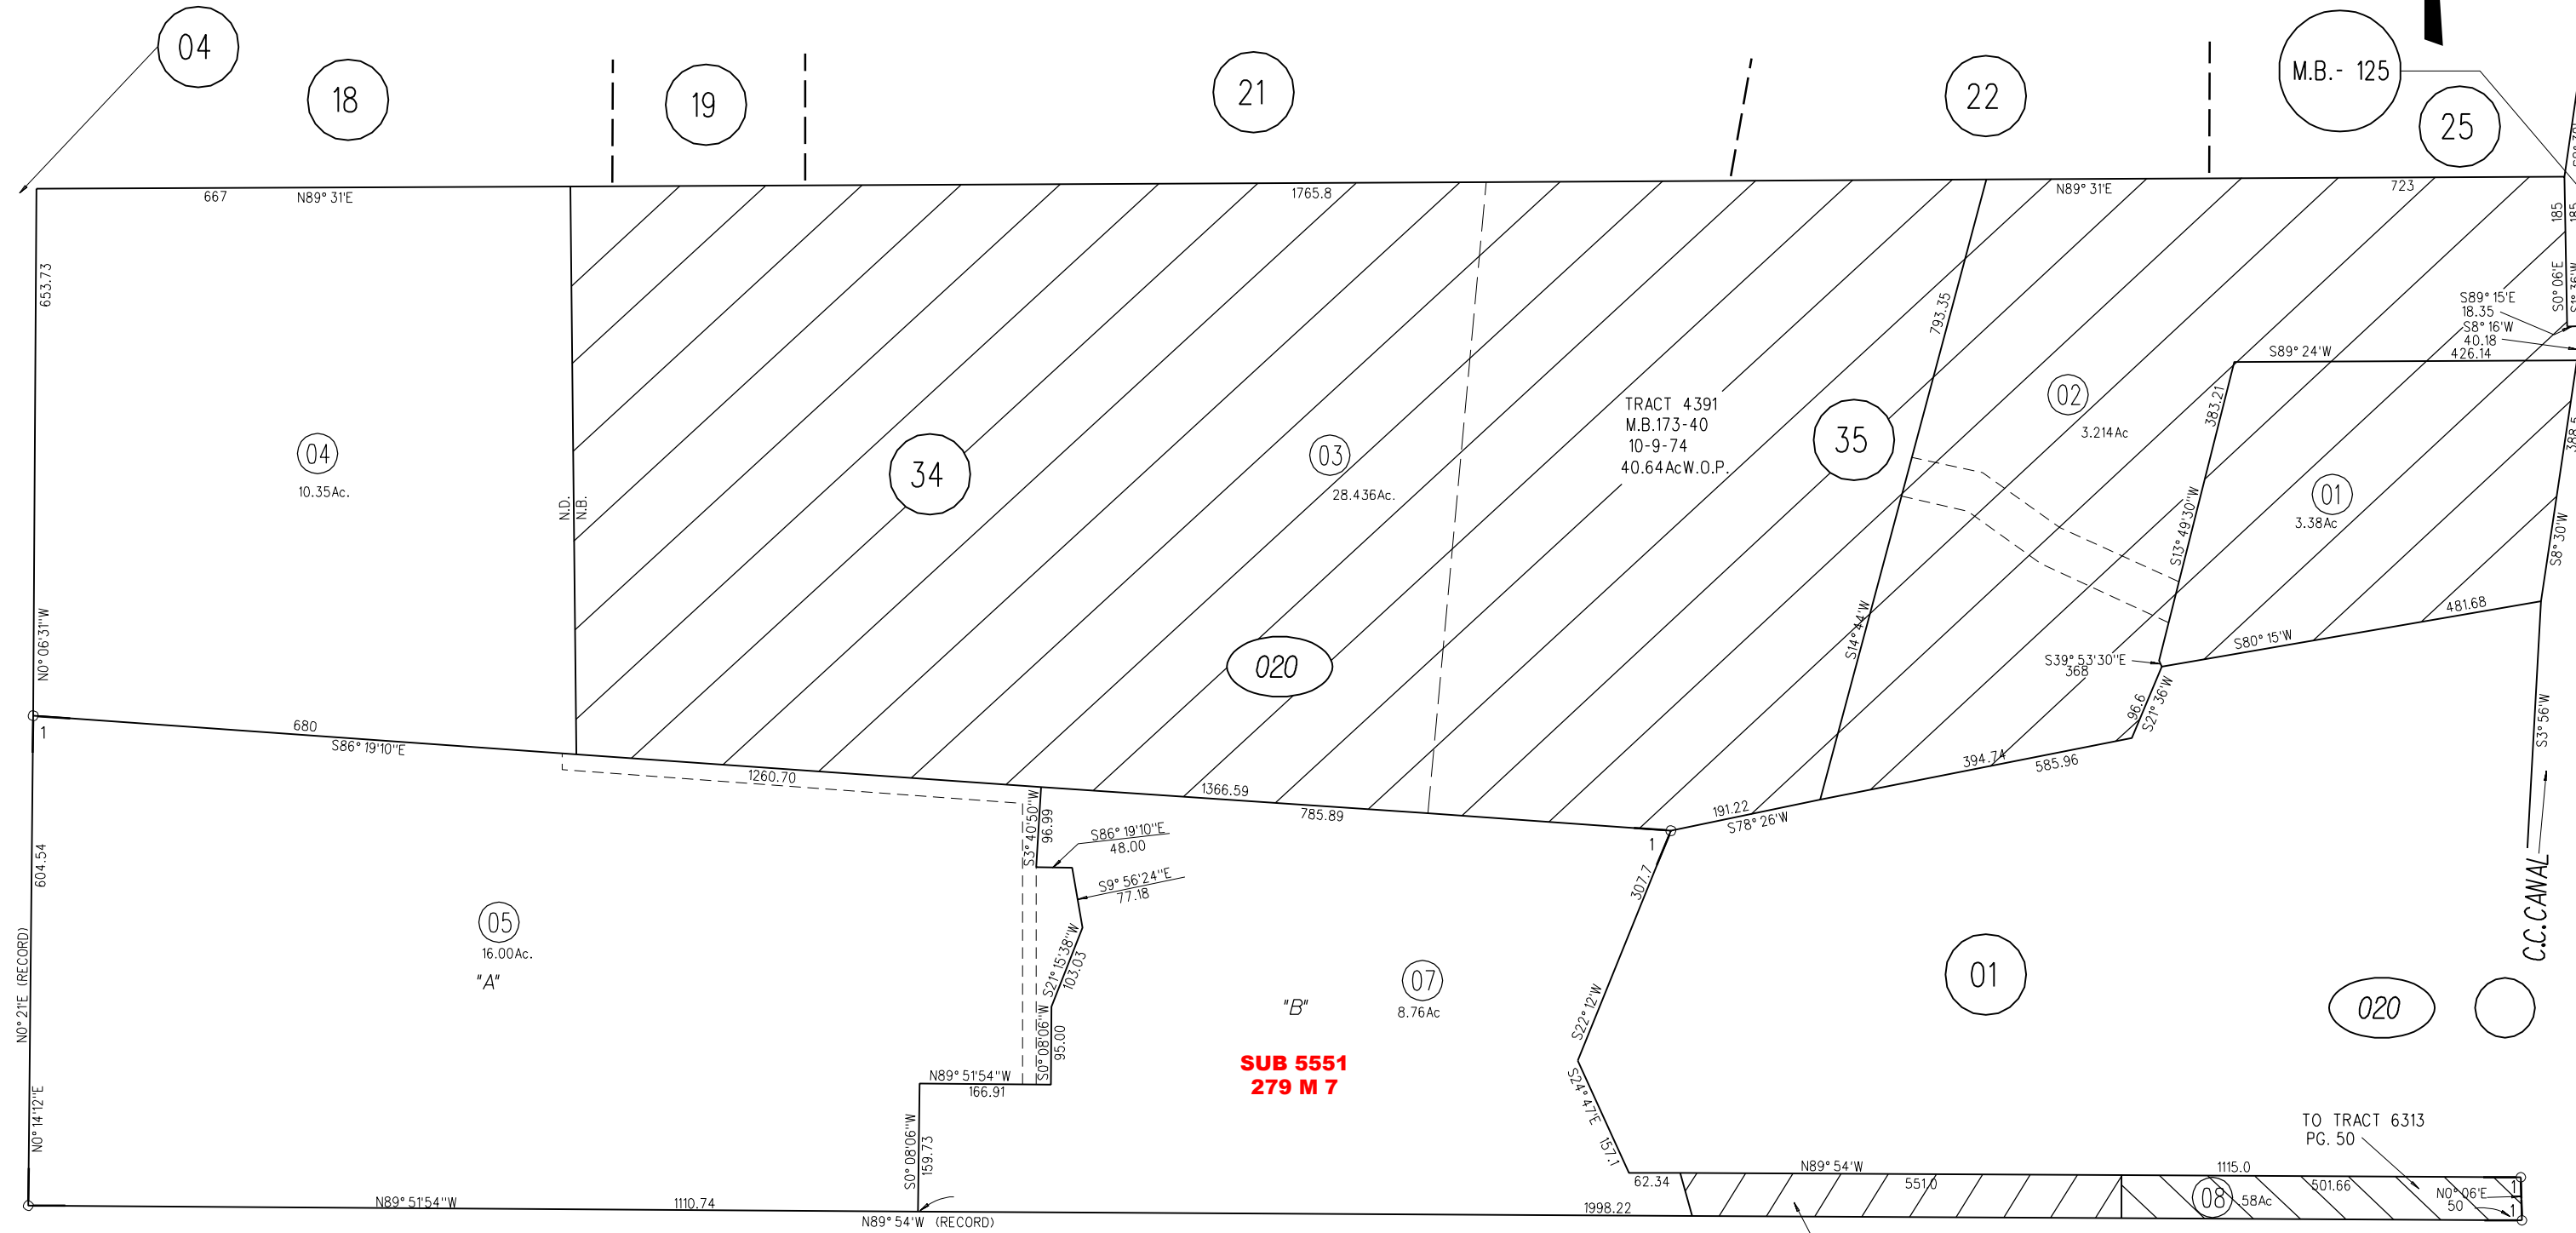 04
18
19
21
22
M.B.- 125
25
667
N89° 31'E
1765.8
N89° 31'E
723
185
185
S0° 06'E
S1° 36'W
653.73
N0° 06'31"W
S89° 15'E
18.35
S8° 16'W
40.18
S89° 24'W
426.14
793.35
TRACT 4391
M.B.173-40
10-9-74
40.64AcW.O.P.
35
02
3.214Ac
383.21
S13° 49'30"W
01
3.38Ac
388.5
S8° 30"W
04
10.35Ac.
34
03
28.436Ac.
N.D.
N.B.
S14° 44'W
481.68
S80° 15'W
020
S39° 53'30"E
368
96.6
S21° 36'W
S3° 56'W
1
680
S86° 19'10"E
1260.70
1366.59
785.89
394.74
585.96
191.22
S78° 26'W
1
604.54
N0° 21'E (RECORD)
N0° 14'12"E
S3° 40'50"W
96.99
S86° 19'10"E
48.00
S9° 56'24"E
77.18
S21° 15'38"W
103.03
S0° 08'06"W
95.00
307.7
S22° 12'W
C.C.CANAL
05
16.00Ac.
"A"
07
8.76Ac
"B"
01
020
SUB 5551
279 M 7
N89° 51'54"W
166.91
S0° 08'06"W
159.73
S24° 47'E
157.1
TO TRACT 6313
PG. 50
N89° 54'W
1115.0
62.34
551.0
08
.58Ac
501.66
1
N0° 06'E
50
1
N89° 51'54"W
1110.74
N89° 54'W (RECORD)
1998.22